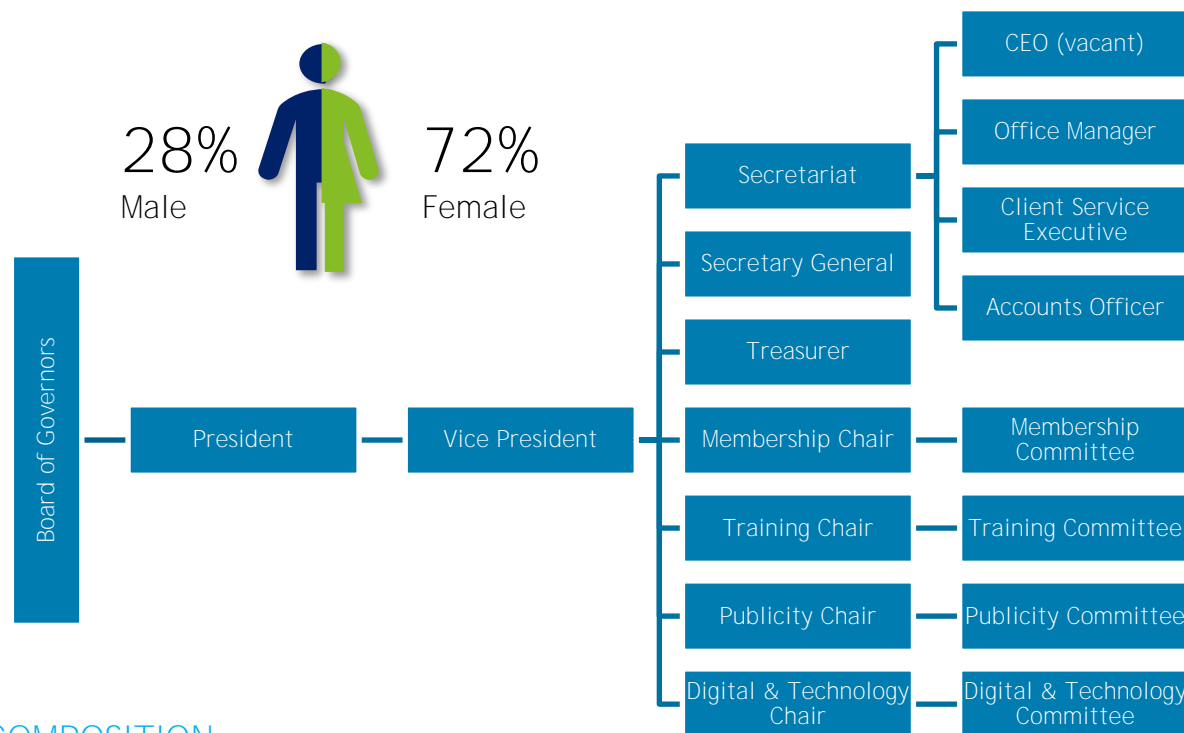 28%
Male
72%
Female
Board of Governors
President
Vice President
Secretariat
Secretary General
Treasurer
Membership Chair
Training Chair
Publicity Chair
Digital & Technology
Chair
CEO (vacant)
Office Manager
Client Service
Executive
Accounts Officer
Membership
Committee
Training Committee
Publicity Committee
Digital & Technology
Committee
COMPOSITION